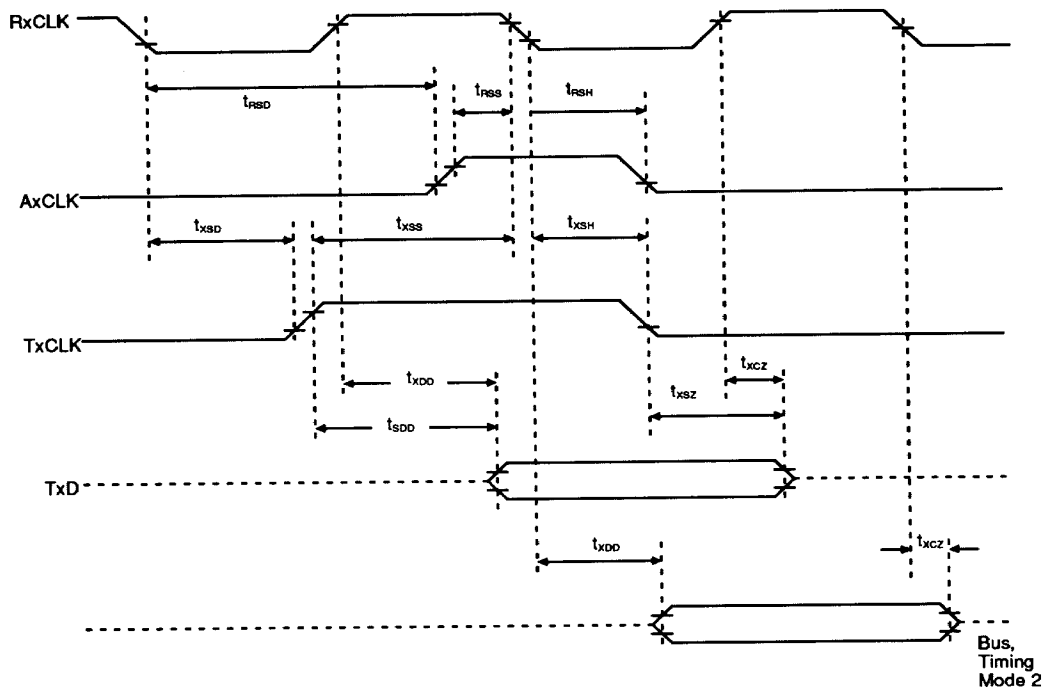 RxCLK
tRSD
tRSS
tRSH
AxCLK
tXSD
tXSS
tXSH
TxCLK
tXDD
tXCZ
tXSZ
tSDD
TxD
tXDD
tXCZ
Bus,
Timing
Mode 2